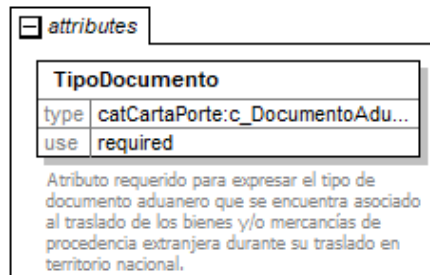 attributes
TipoDocumento
type catCartaPorte:c_DocumentoAdu...
use required
Atributo requerido para expresar el tipo de
documento aduanero que se encuentra asociado
al traslado de los bienes y/o mercancías de
procedencia extranjera durante su traslado en
territorio nacional.